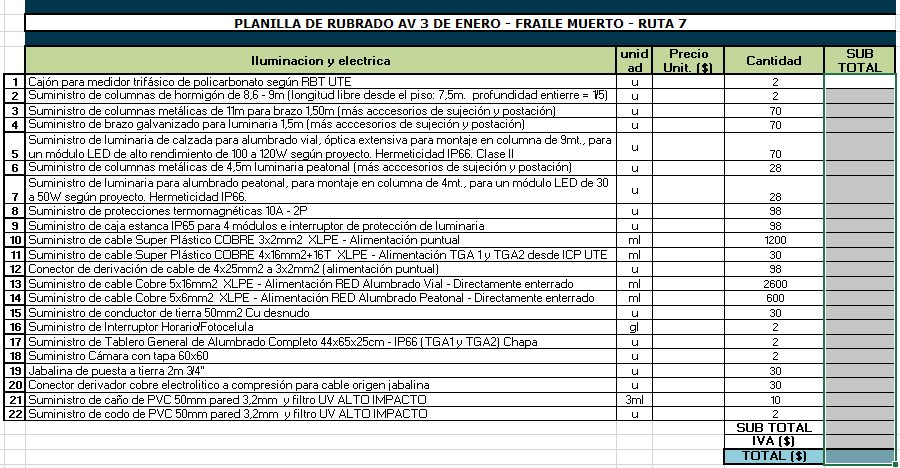 PLANILLA DE RUBRADO AV 3 DE ENERO - FRAILE MUERTO - RUTA 7
Iluminacion y electrica
unid
ad
Precio
Unit. ($)
Cantidad
SUB
TOTAL
1 Cajón para medidor trifásico de policarbonato según RBT UTE u 2
2 Suministro de columnas de hormigón de 8,6 - 9m (longitud libre desde el piso: 7,5m. profundidad entierre = 1/5) u 2
3 Suministro de columnas metálicas de 11m para brazo 1,50m (más acccesorios de sujeción y postación) u 70
4 Suministro de brazo galvanizado para luminaria 1,5m (más acccesorios de sujeción y postación) u 70
Suministro de luminaria de calzada para alumbrado vial, óptica extensiva para montaje en columna de 9mt., para
5 un módulo LED de alto rendimiento de 100 a 120W según proyecto. Hermeticidad IP66. Clase II u 70
6 Suministro de columnas metálicas de 4,5m luminaria peatonal (más acccesorios de sujeción y postación) u 28
Suministro de luminaria para alumbrado peatonal, para montaje en columna de 4mt., para un módulo LED de 30
7 a 50W según proyecto. Hermeticidad IP66. u 28
8 Suministro de protecciones termomagnéticas 10A - 2P u 98
9 Suministro de caja estanca IP65 para 4 módulos e interruptor de protección de luminaria u 98
10 Suministro de cable Super Plástico COBRE 3x2mm2 XLPE - Alimentación puntual ml 1200
11 Suministro de cable Super Plástico COBRE 4x16mm2+16T XLPE - Alimentación TGA 1 y TGA2 desde ICP UTE ml 30
12 Conector de derivación de cable de 4x25mm2 a 3x2mm2 (alimentación puntual) u 98
13 Suministro de cable Cobre 5x16mm2 XLPE - Alimentación RED Alumbrado Vial - Directamente enterrado ml 2600
14 Suministro de cable Cobre 5x6mm2 XLPE - Alimentación RED Alumbrado Peatonal - Directamente enterrado ml 600
15 Suministro de conductor de tierra 50mm2 Cu desnudo u 30
16 Suministro de Interruptor Horario/Fotocelula gl 2
17 Suministro de Tablero General de Alumbrado Completo 44x65x25cm - IP66 (TGA1 y TGA2) Chapa u 2
18 Suministro Cámara con tapa 60x60 u 2
19 Jabalina de puesta a tierra 2m 3/4" u 30
20 Conector derivador cobre electrolitico a compresión para cable origen jabalina u 30
21 Suministro de caño de PVC 50mm pared 3,2mm y filtro UV ALTO IMPACTO 3ml 10
22 Suministro de codo de PVC 50mm pared 3,2mm y filtro UV ALTO IMPACTO u 2
SUB TOTAL
IVA ($)
TOTAL ($)